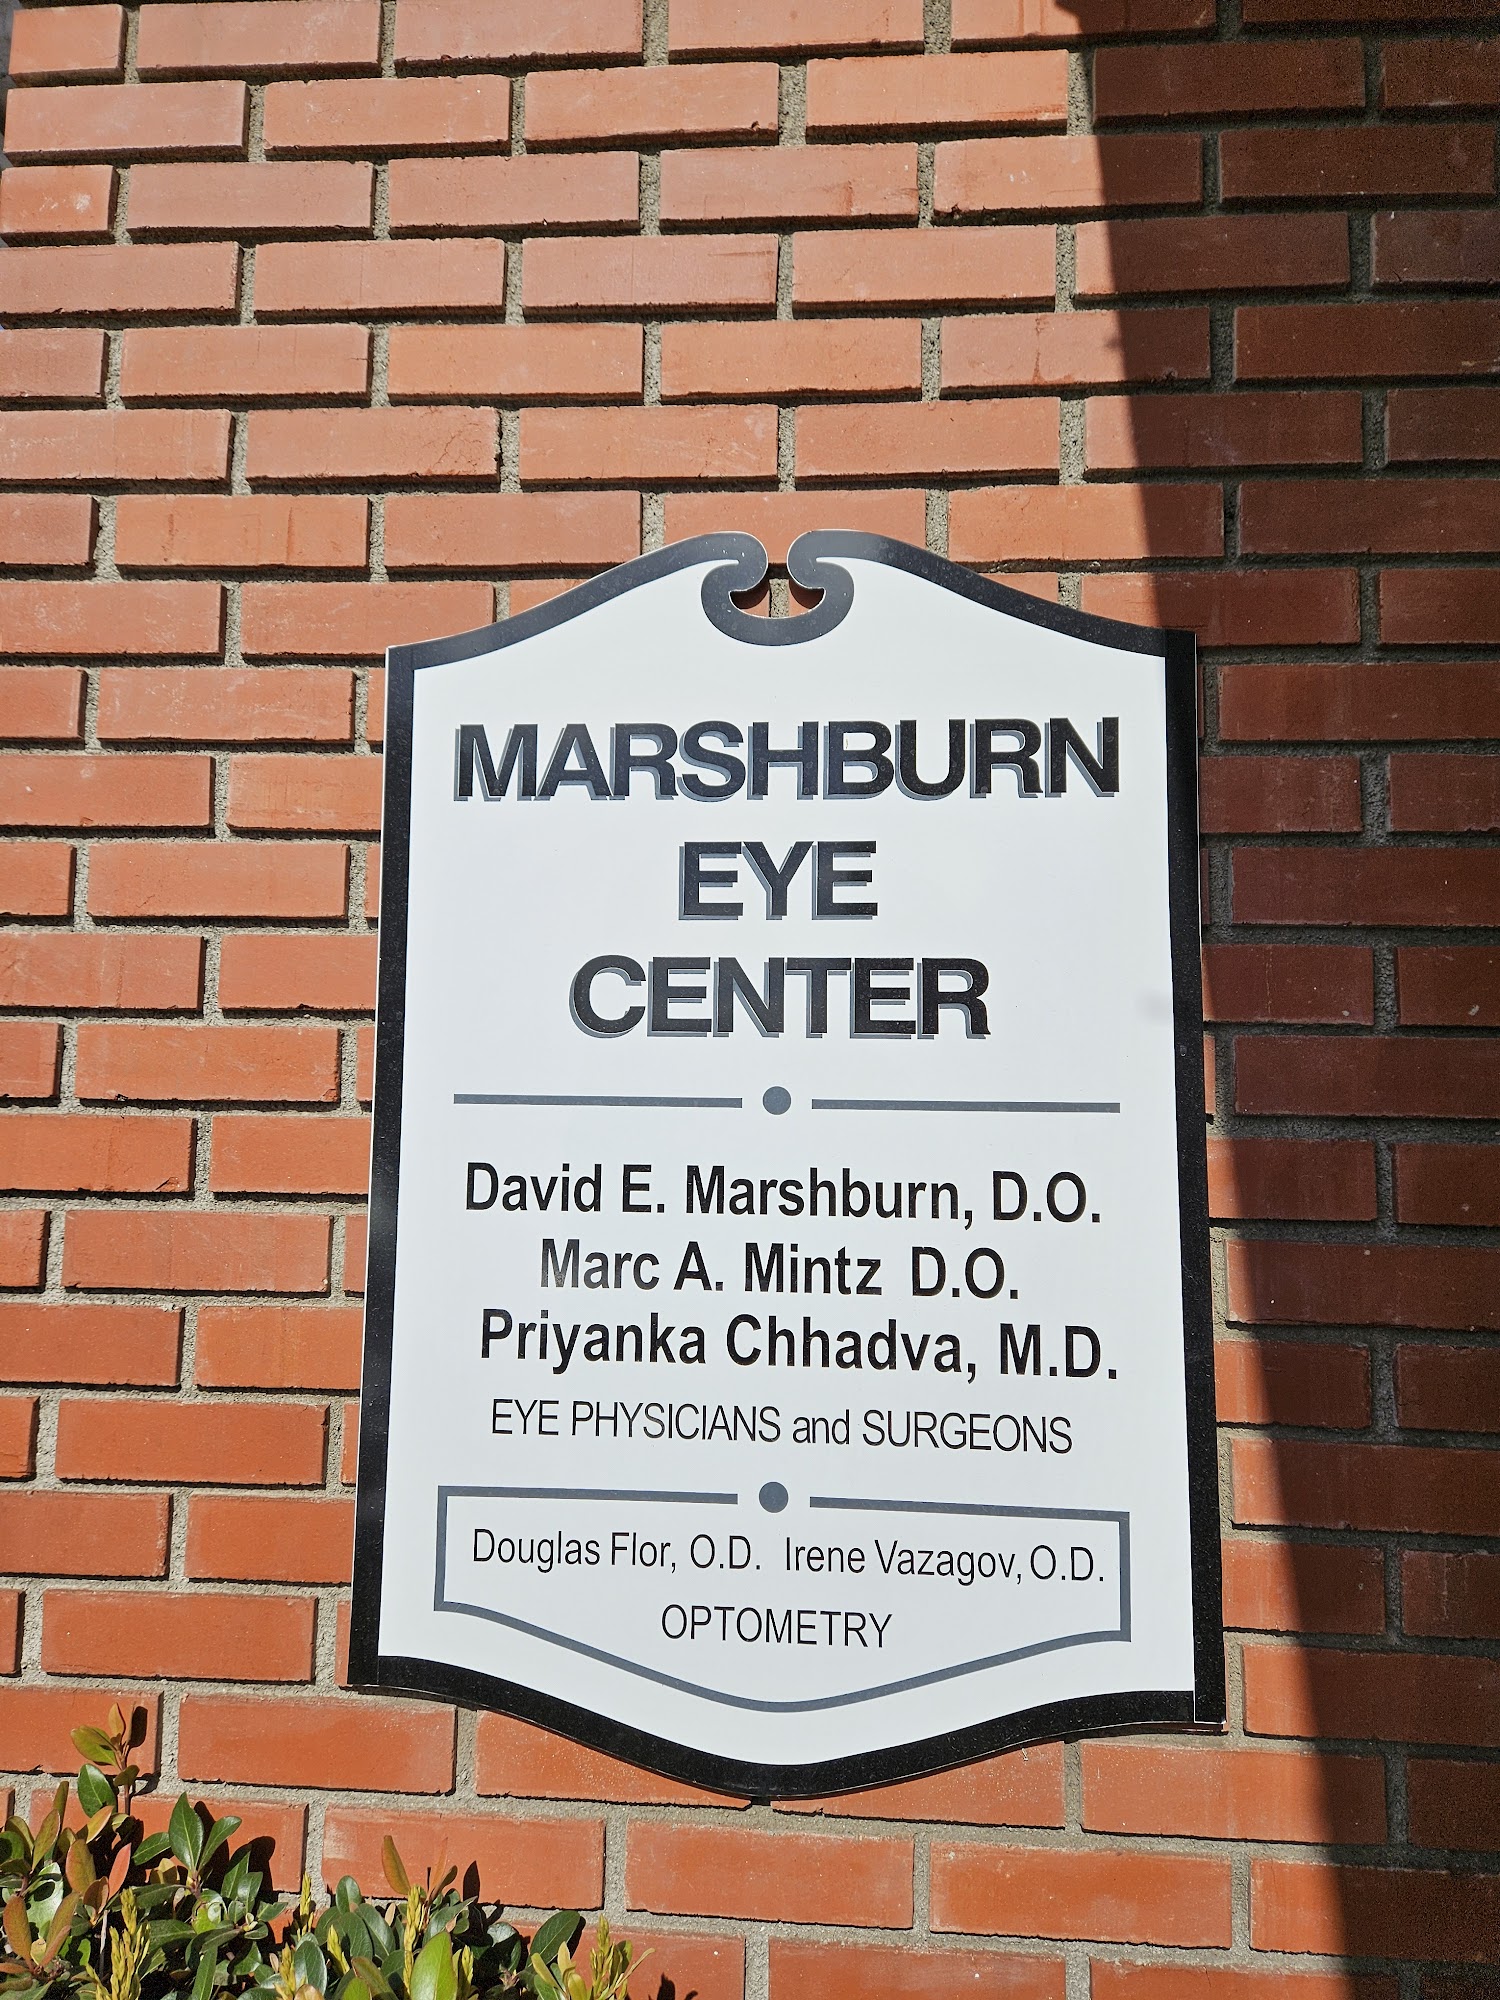 MARSHBURN
EYE
CENTER
David E. Marshburn, D.O.
Marc A. Mintz D.O.
Priyanka Chhadva, M.D.
EYE PHYSICIANS and SURGEONS
Douglas Flor, O.D. Irene Vazagov, O.D.
OPTOMETRY